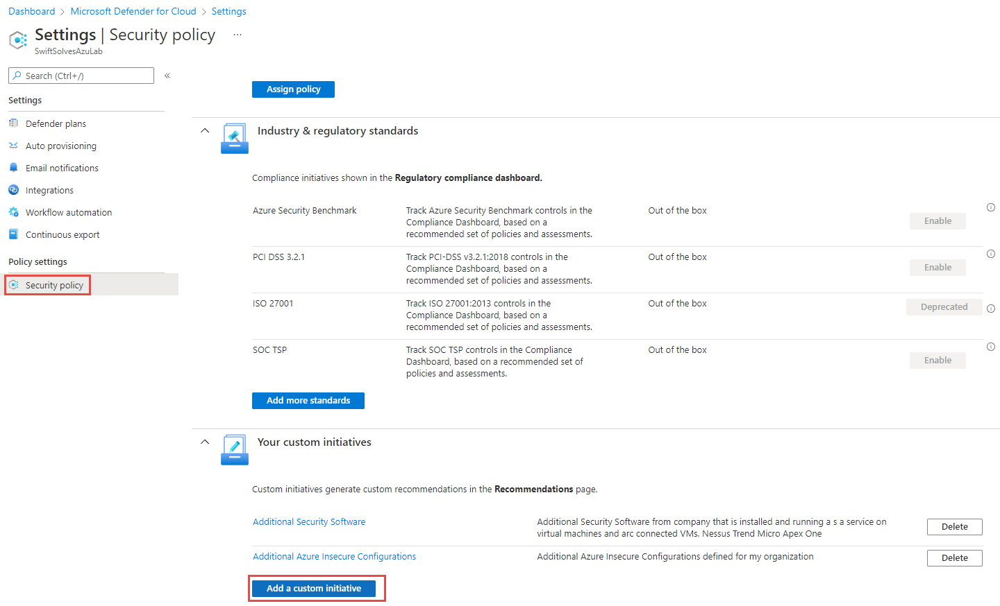 Dashboard > Microsoft Defender for Cloud > Settings
Settings | Security policy ...
SwiftSolvesAzuLab
Search (Ctrl+/) «
Settings
Defender plans
Auto provisioning
Email notifications
Integrations
Workflow automation
Continuous export
Policy settings
Security policy
Assign policy
Industry & regulatory standards
Compliance initiatives shown in the Regulatory compliance dashboard.
Azure Security Benchmark
Track Azure Security Benchmark controls in the
Compliance Dashboard, based on a
recommended set of policies and assessments.
Out of the box
Enable
PCI DSS 3.2.1
Track PCI-DSS v3.2.1:2018 controls in the
Compliance Dashboard, based on a
recommended set of policies and assessments.
Out of the box
Enable
ISO 27001
Track ISO 27001:2013 controls in the
Compliance Dashboard, based on a
recommended set of policies and assessments.
Out of the box
Deprecated
SOC TSP
Track SOC TSP controls in the Compliance
Dashboard, based on a recommended set of
policies and assessments.
Out of the box
Enable
Add more standards
Your custom initiatives
Custom initiatives generate custom recommendations in the Recommendations page.
Additional Security Software
Additional Security Software from company that is installed and running a s a service on
virtual machines and arc connected VMs. Nessus Trend Micro Apex One
Delete
Additional Azure Insecure Configurations
Additional Azure Insecure Configurations defined for my organization
Delete
Add a custom initiative